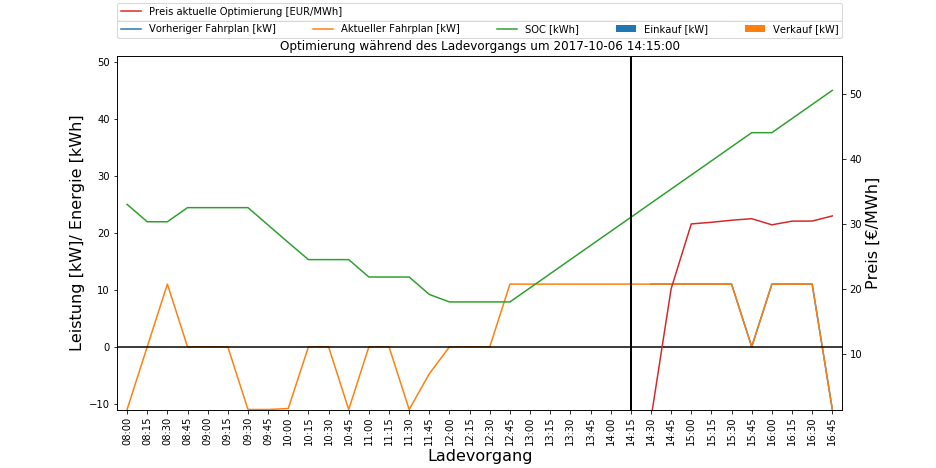 Preis aktuelle Optimierung [EUR/MWh]
Vorheriger Fahrplan [kW] Aktueller Fahrplan [kW] SOC [kWh] Einkauf [kW] Verkauf [kW]
Optimierung während des Ladevorgangs um 2017-10-06 14:15:00
Leistung [kW]/ Energie [kWh]
50
40
30
20
10
0
−10
50
40
30
20
10
Preis [€/MWh]
08:00 08:15 08:30 08:45 09:00 09:15 09:30 09:45 10:00 10:15 10:30 10:45 11:00 11:15 11:30 11:45 12:00 12:15 12:30 12:45 13:00 13:15 13:30 13:45 14:00 14:15 14:30 14:45 15:00 15:15 15:30 15:45 16:00 16:15 16:30 16:45
Ladevorgang